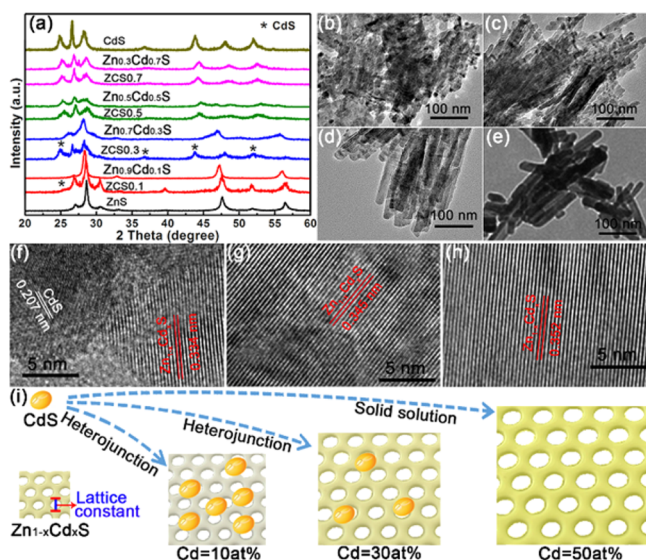 (a)
* CdS
CdS
Zn0.3Cd0.7S
ZCS0.7
Zn0.5Cd0.5S
ZCS0.5
Zn0.7Cd0.3S
ZCS0.3
* * * *
Zn0.9Cd0.1S
*
ZCS0.1
ZnS
Intensity (a.u.)
20 25 30 35 40 45 50 55 60
2 Theta (degree)
(b)
100 nm
(c)
100 nm
(d)
100 nm
(e)
100 nm
(f)
CdS
0.207 nm
5 nm
(g)
5 nm
(h)
5 nm
(i)
CdS
Heterojunction
Heterojunction
Solid solution
Lattice
constant
Zn1-xCdxS
Cd=10at%
Cd=30at%
Cd=50at%